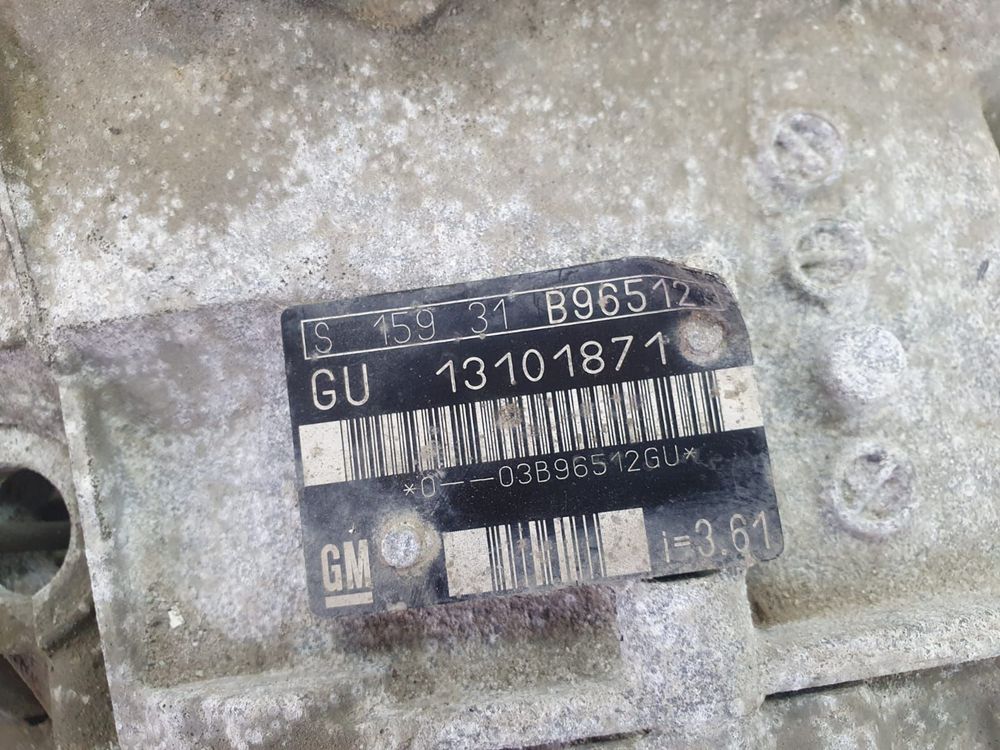 S 159 31 B96512
GU 13101871
*0---03B96512GU*
GM i=3.61